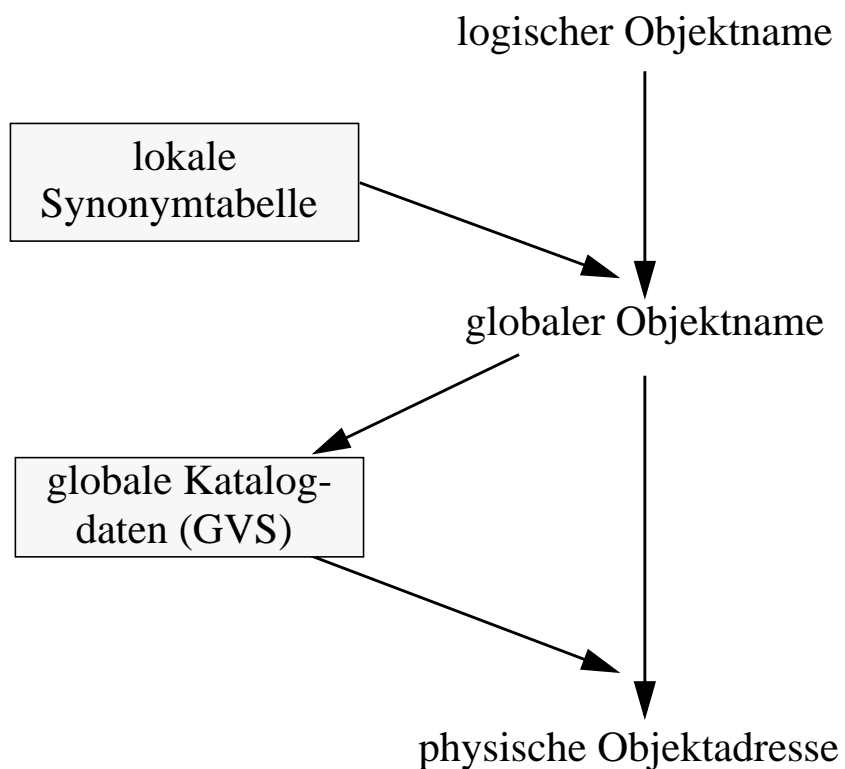 logischer Objektname
lokale
Synonymtabelle
globaler Objektname
globale Katalog-
daten (GVS)
physische Objektadresse